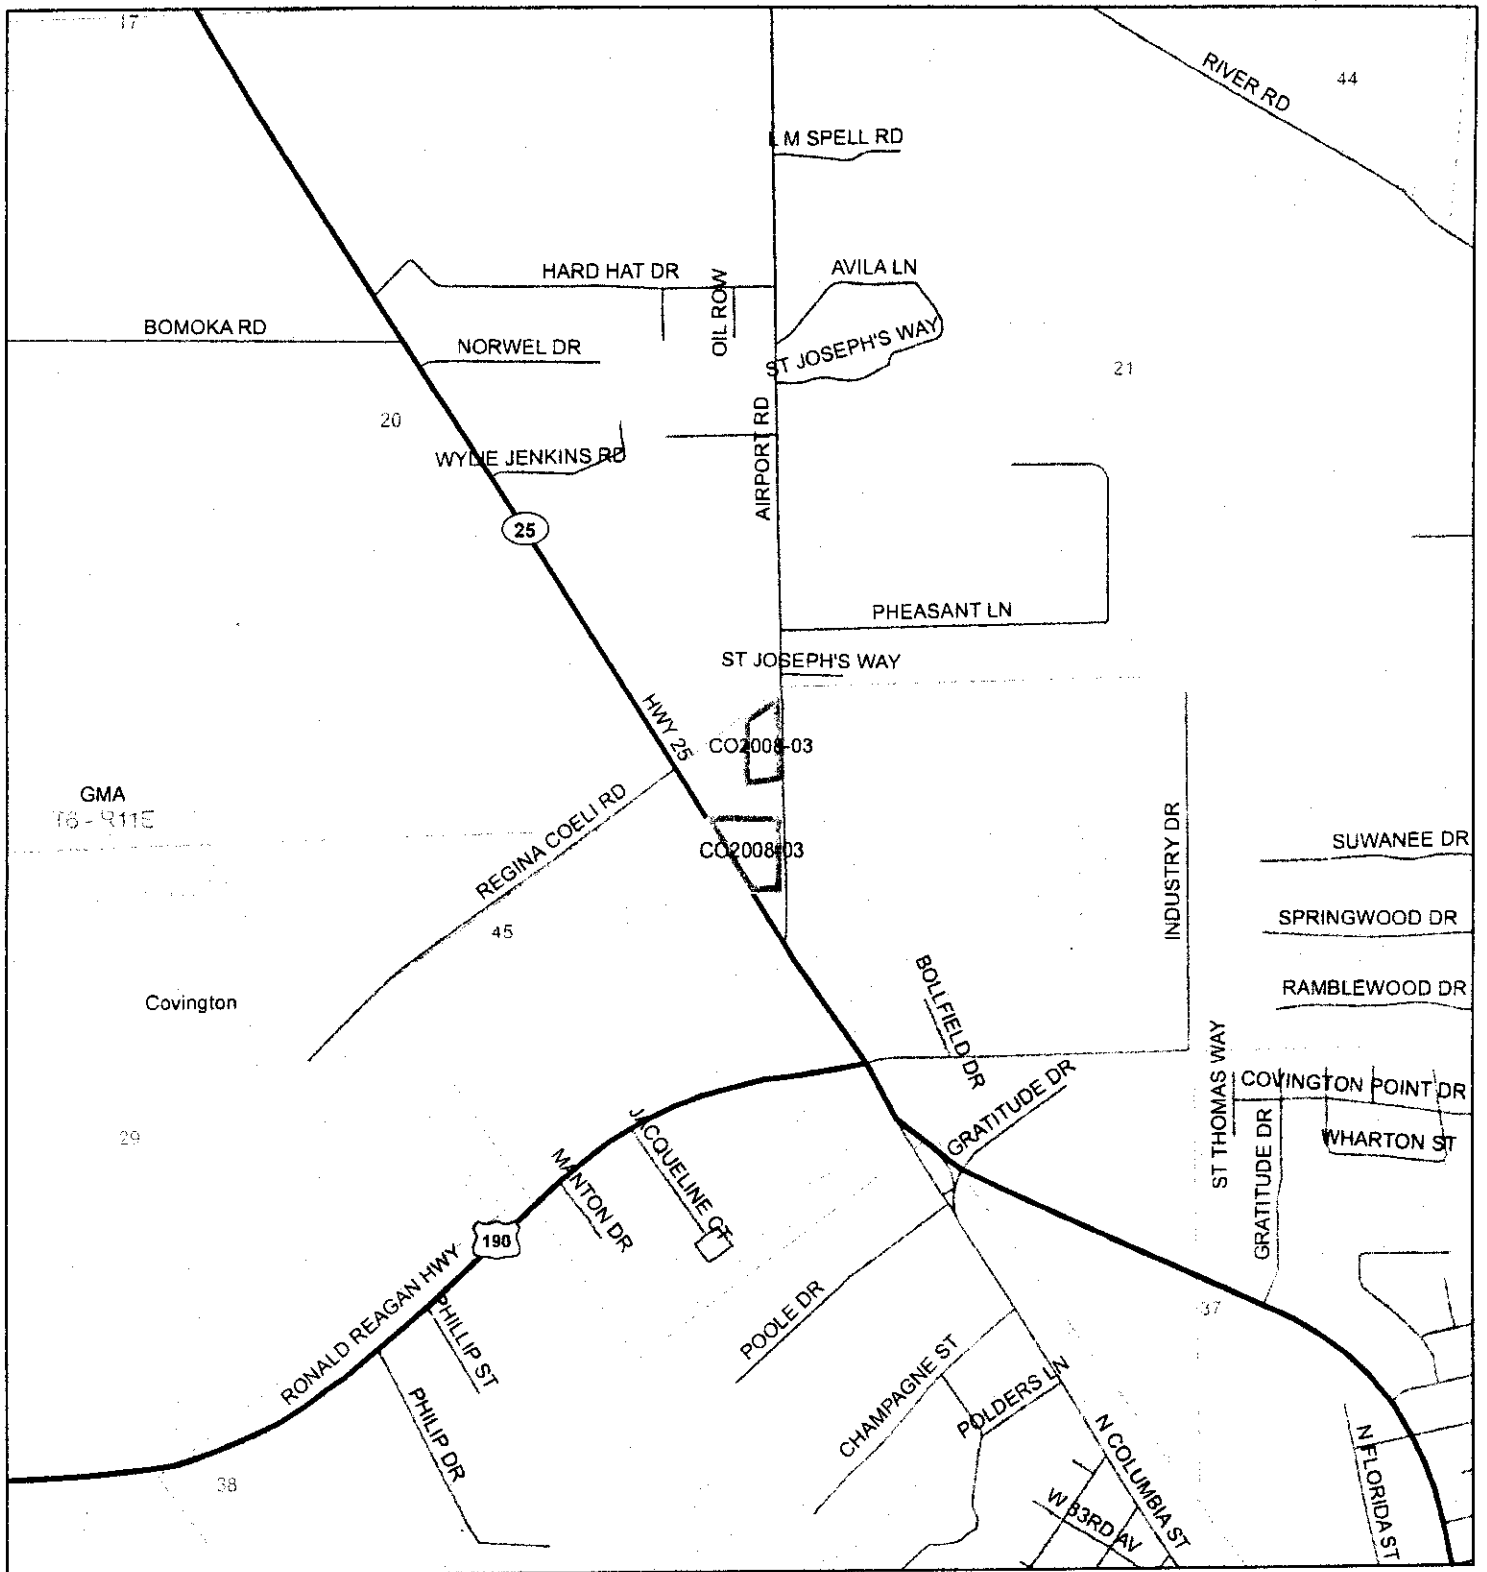 17
44
RIVER RD
L M SPELL RD
HARD HAT DR
OIL ROW
AVILA LN
BOMOKA RD
NORWEL DR
ST JOSEPH'S WAY
21
20
AIRPORT RD
WYLIE JENKINS RD
25
PHEASANT LN
ST JOSEPH'S WAY
HWY 25
CO2008-03
GMA
T6 - R11E
REGINA COELI RD
CO2008-03
INDUSTRY DR
SUWANEE DR
45
SPRINGWOOD DR
BOLLFIELD DR
RAMBLEWOOD DR
Covington
ST THOMAS WAY
GRATITUDE DR
COVINGTON POINT DR
29
JACQUELINE CT
GRATITUDE DR
WHARTON ST
MANTON DR
190
RONALD REAGAN HWY
PHILLIP ST
POOLE DR
37
CHAMPAGNE ST
POLDERS LN
PHILIP DR
N COLUMBIA ST
N FLORIDA ST
38
W 33RD AV